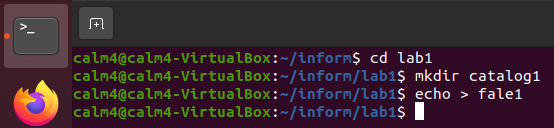 >_
calm4@calm4-VirtualBox:~/inform$ cd lab1
calm4@calm4-VirtualBox:~/inform/lab1$ mkdir catalog1
calm4@calm4-VirtualBox:~/inform/lab1$ echo > fale1
calm4@calm4-VirtualBox:~/inform/lab1$